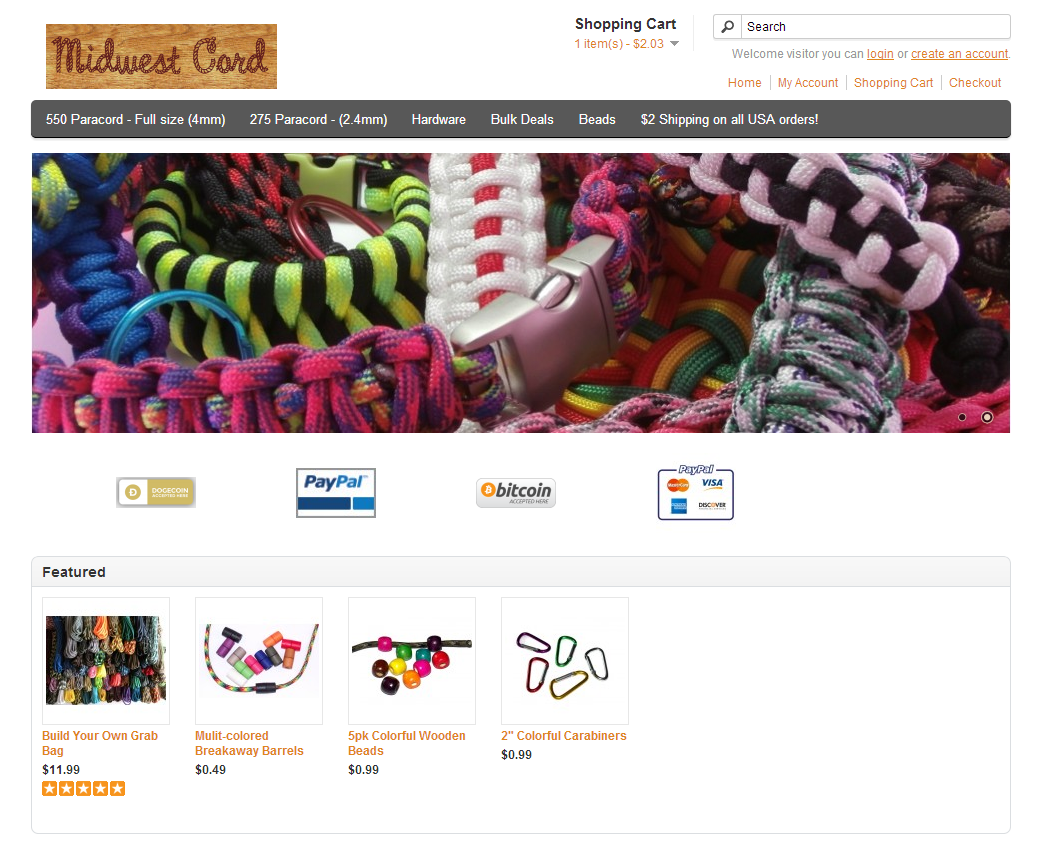 Midwest Cord
Shopping Cart
1 item(s) - $2.03
Search
Welcome visitor you can login or create an account.
Home
My Account
Shopping Cart
Checkout
550 Paracord - Full size (4mm)
275 Paracord - (2.4mm)
Hardware
Bulk Deals
Beads
$2 Shipping on all USA orders!
DOGECOIN
ACCEPTED HERE
PayPal
bitcoin
ACCEPTED HERE
PayPal
MasterCard
VISA
DISCOVER
Featured
Build Your Own Grab
Bag
$11.99
Mulit-colored
Breakaway Barrels
$0.49
5pk Colorful Wooden
Beads
$0.99
2" Colorful Carabiners
$0.99